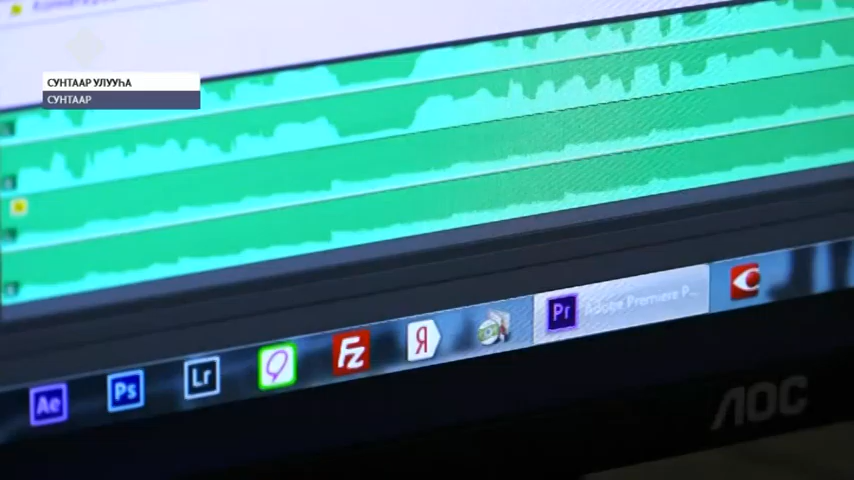 СУНТААР УЛУУҺА
СУНТААР
Ae
Ps
Lr
Fz
Я
Pr Adobe Premiere P...
AOC